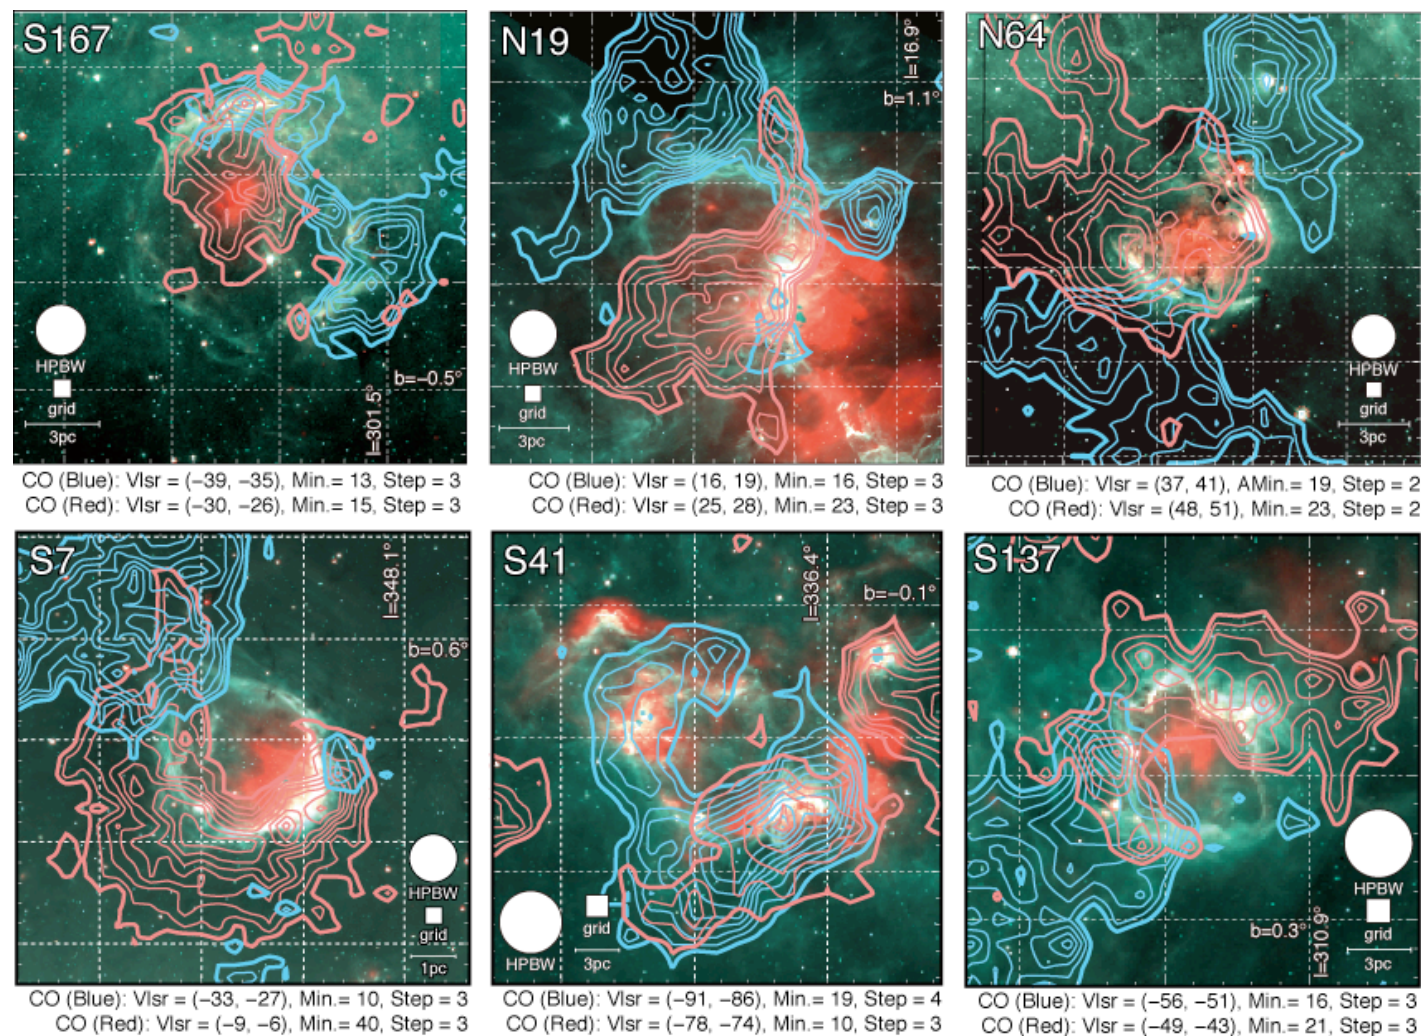 S167
b=−0.5°
l=301.5°
HPBW
grid
3pc
CO (Blue): Vlsr = (−39, −35), Min.= 13, Step = 3
CO (Red): Vlsr = (−30, −26), Min.= 15, Step = 3
N19
l=16.9°
b=1.1°
HPBW
grid
3pc
CO (Blue): Vlsr = (16, 19), Min.= 16, Step = 3
CO (Red): Vlsr = (25, 28), Min.= 23, Step = 3
N64
HPBW
grid
3pc
CO (Blue): Vlsr = (37, 41), AMin.= 19, Step = 2
CO (Red): Vlsr = (48, 51), Min.= 23, Step = 2
S7
l=348.1°
b=0.6°
HPBW
grid
1pc
CO (Blue): Vlsr = (−33, −27), Min.= 10, Step = 3
CO (Red): Vlsr = (−9, −6), Min.= 40, Step = 3
S41
l=336.4°
b=−0.1°
HPBW
grid
3pc
CO (Blue): Vlsr = (−91, −86), Min.= 19, Step = 4
CO (Red): Vlsr = (−78, −74), Min.= 10, Step = 3
S137
HPBW
grid
3pc
b=0.3°
l=310.9°
CO (Blue): Vlsr = (−56, −51), Min.= 16, Step = 3
CO (Red): Vlsr = (−49, −43), Min.= 21, Step = 3